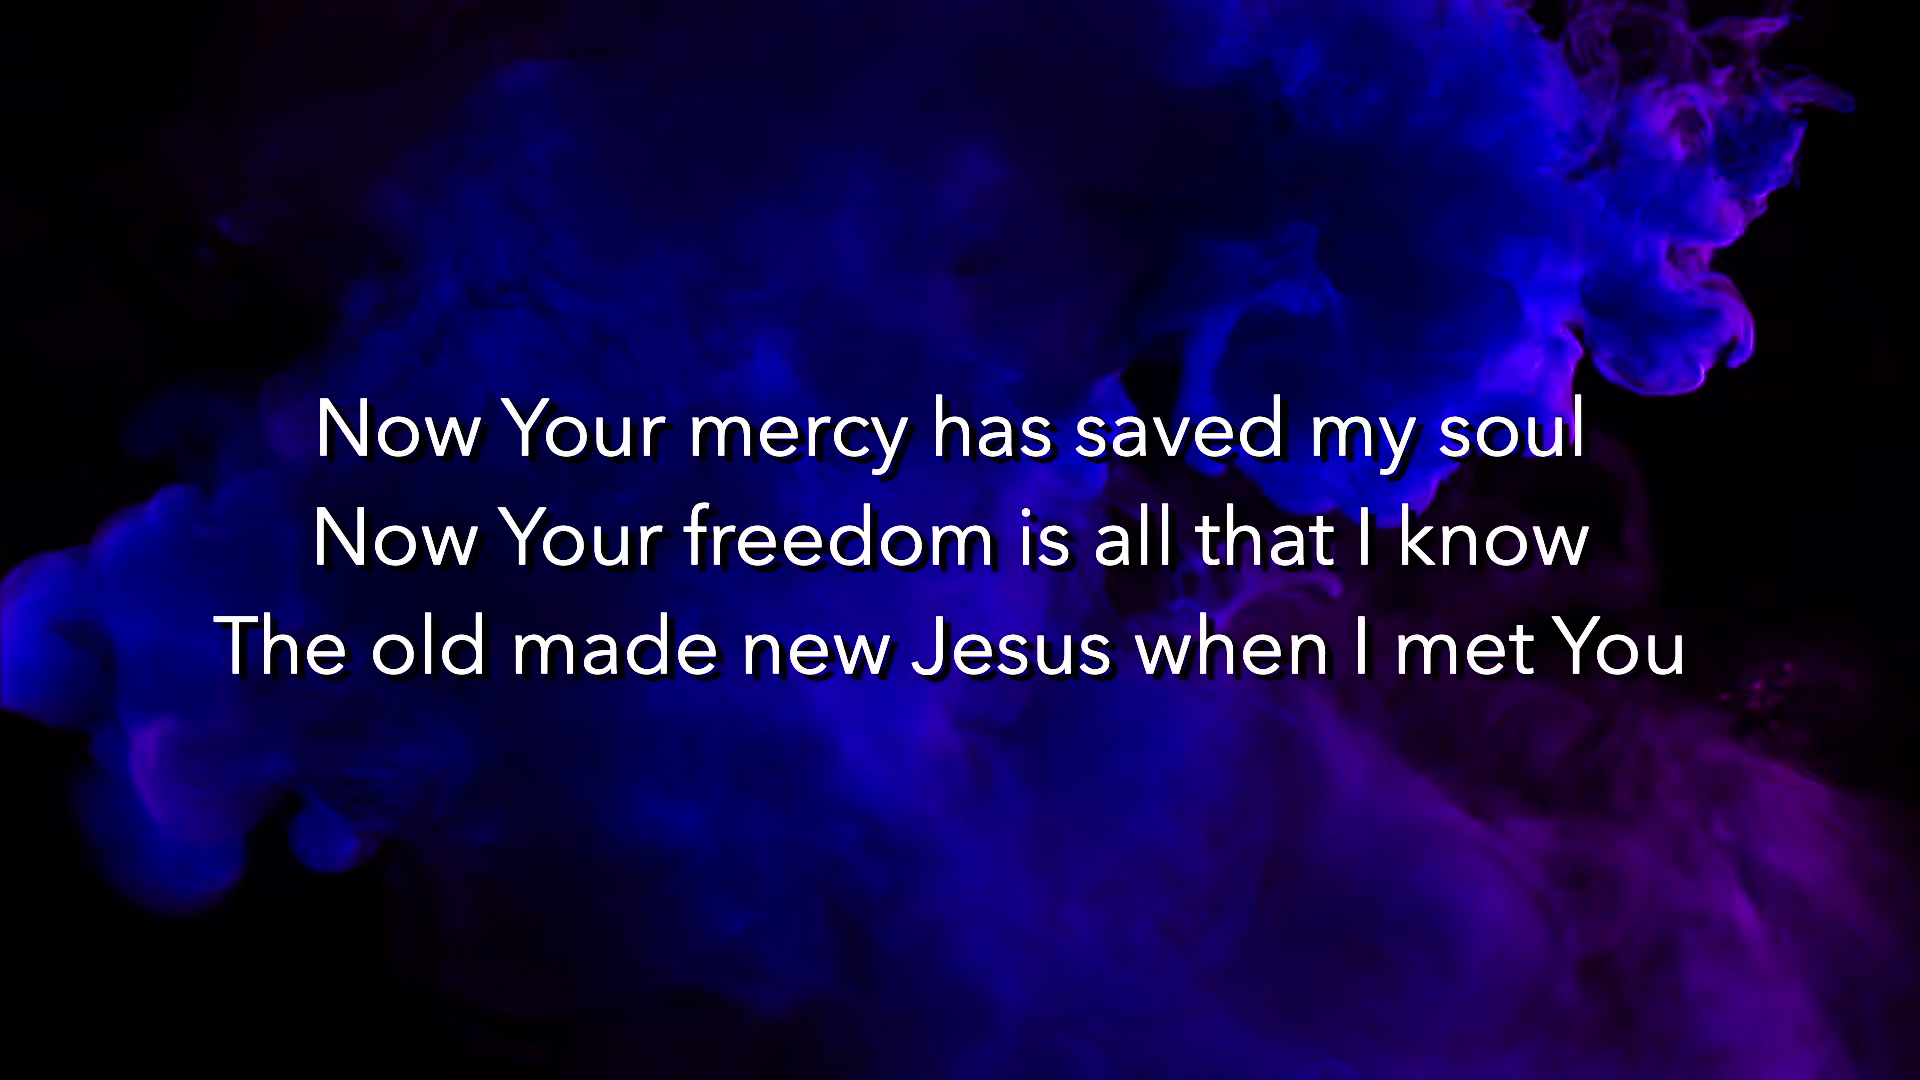 Now Your mercy has saved my soul
Now Your freedom is all that I know
The old made new Jesus when I met You